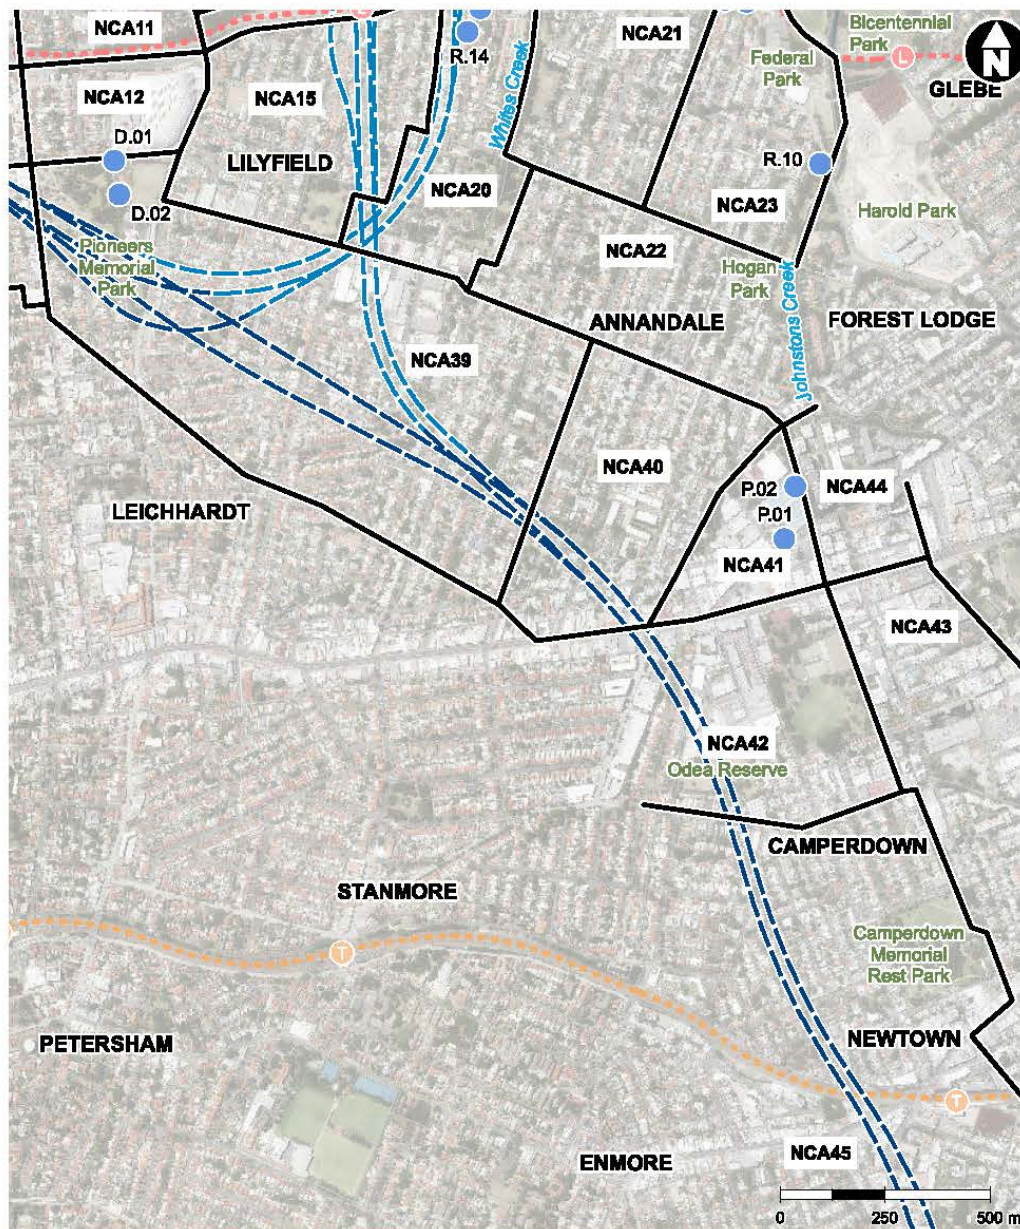 NCA11
NCA21
Bicentennial
Park
Federal
Park
L
N
GLEBE
R.14
NCA12
NCA15
Whites Creek
D.01
LILYFIELD
R.10
NCA20
NCA23
D.02
Harold Park
Pioneers
Memorial
Park
NCA22
Hogan
Park
Johnstons Creek
ANNANDALE
FOREST LODGE
NCA39
NCA40
P.02
NCA44
P.01
LEICHHARDT
NCA41
NCA43
NCA42
Odea Reserve
CAMPERDOWN
STANMORE
Camperdown
Memorial
Rest Park
T
PETERSHAM
NEWTOWN
T
NCA45
ENMORE
0
250
500 m